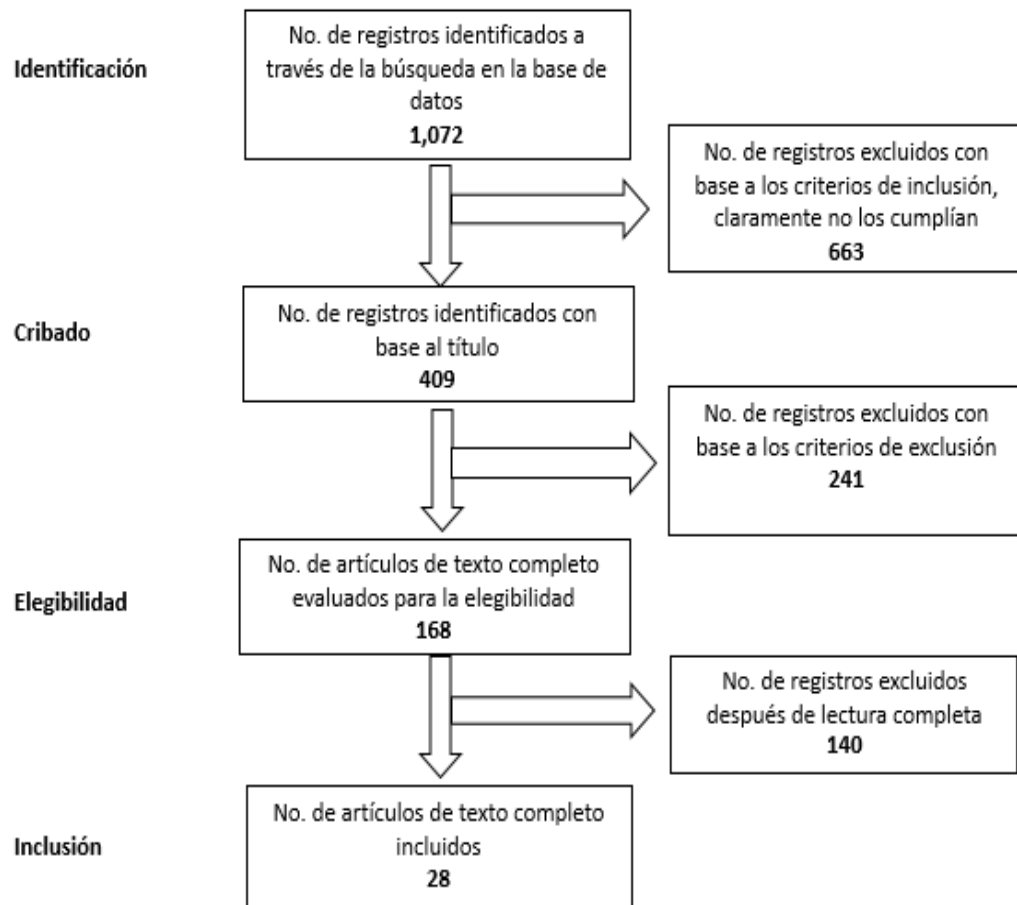 Identificación
No. de registros identificados a
través de la búsqueda en la base de
datos
1,072
No. de registros excluidos con
base a los criterios de inclusión,
claramente no los cumplían
663
Cribado
No. de registros identificados con
base al título
409
No. de registros excluidos con
base a los criterios de exclusión
241
Elegibilidad
No. de artículos de texto completo
evaluados para la elegibilidad
168
No. de registros excluidos
después de lectura completa
140
Inclusión
No. de artículos de texto completo
incluidos
28